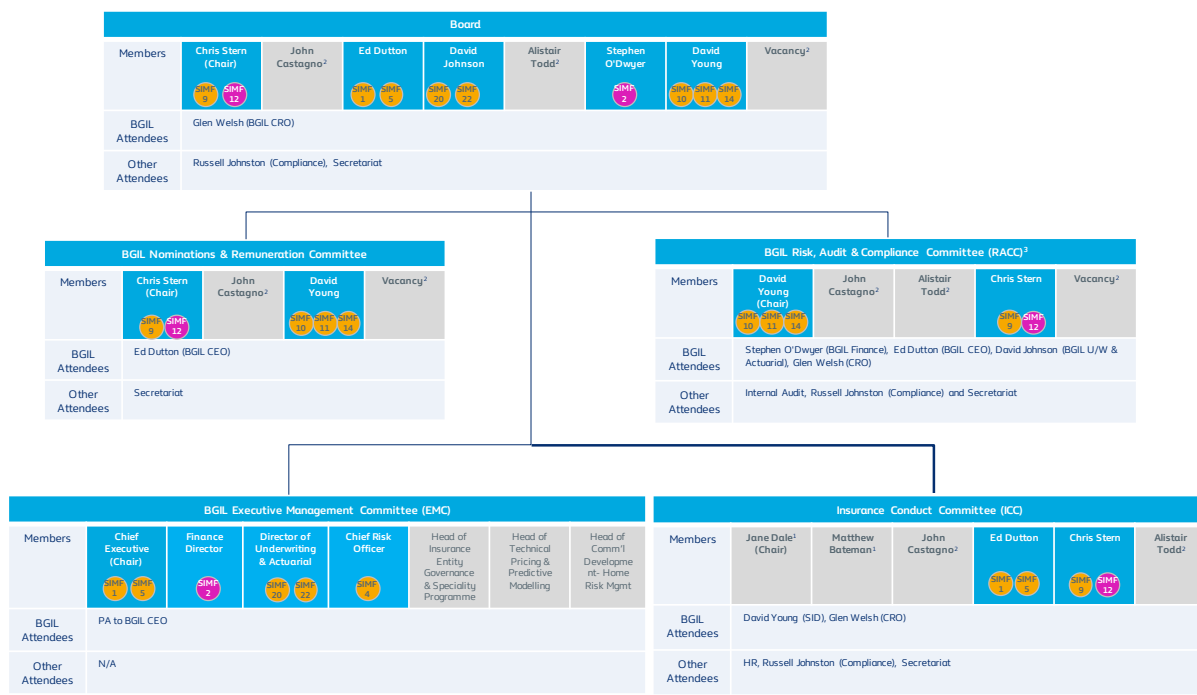 Board
Members
Chris Stern
(Chair)
SIMF
9
SIMF
12
John
Castagno²
Ed Dutton
SIMF
1
SIMF
5
David
Johnson
SIMF
20
SIMF
22
Alistair
Todd²
Stephen
O'Dwyer
SIMF
2
David
Young
SIMF
10
SIMF
11
SIMF
14
Vacancy²
BGIL
Attendees
Glen Welsh (BGIL CRO)
Other
Attendees
Russell Johnston (Compliance), Secretariat
BGIL Nominations & Remuneration Committee
Members
Chris Stern
(Chair)
SIMF
9
SIMF
12
John
Castagno²
David
Young
SIMF
10
SIMF
11
SIMF
14
Vacancy²
BGIL
Attendees
Ed Dutton (BGIL CEO)
Other
Attendees
Secretariat
BGIL Risk, Audit & Compliance Committee (RACC)³
Members
David
Young
(Chair)
SIMF
10
SIMF
11
SIMF
14
John
Castagno²
Alistair
Todd²
Chris Stern
SIMF
9
SIMF
12
Vacancy²
BGIL
Attendees
Stephen O'Dwyer (BGIL Finance), Ed Dutton (BGIL CEO), David Johnson (BGIL U/W &
Actuarial), Glen Welsh (CRO)
Other
Attendees
Internal Audit, Russell Johnston (Compliance) and Secretariat
BGIL Executive Management Committee (EMC)
Members
Chief
Executive
(Chair)
SIMF
1
SIMF
5
Finance
Director
SIMF
2
Director of
Underwriting
& Actuarial
SIMF
20
SIMF
22
Chief Risk
Officer
SIMF
4
Head of
Insurance
Entity
Governance
& Speciality
Programme
Head of
Technical
Pricing &
Predictive
Modelling
Head of
Comm'l
Developme
nt- Home
Risk Mgmt
BGIL
Attendees
PA to BGIL CEO
Other
Attendees
N/A
Insurance Conduct Committee (ICC)
Members
Jane Dale¹
(Chair)
Matthew
Bateman¹
John
Castagno²
Ed Dutton
SIMF
1
SIMF
5
Chris Stern
SIMF
9
SIMF
12
Alistair
Todd²
BGIL
Attendees
David Young (SID), Glen Welsh (CRO)
Other
Attendees
HR, Russell Johnston (Compliance), Secretariat